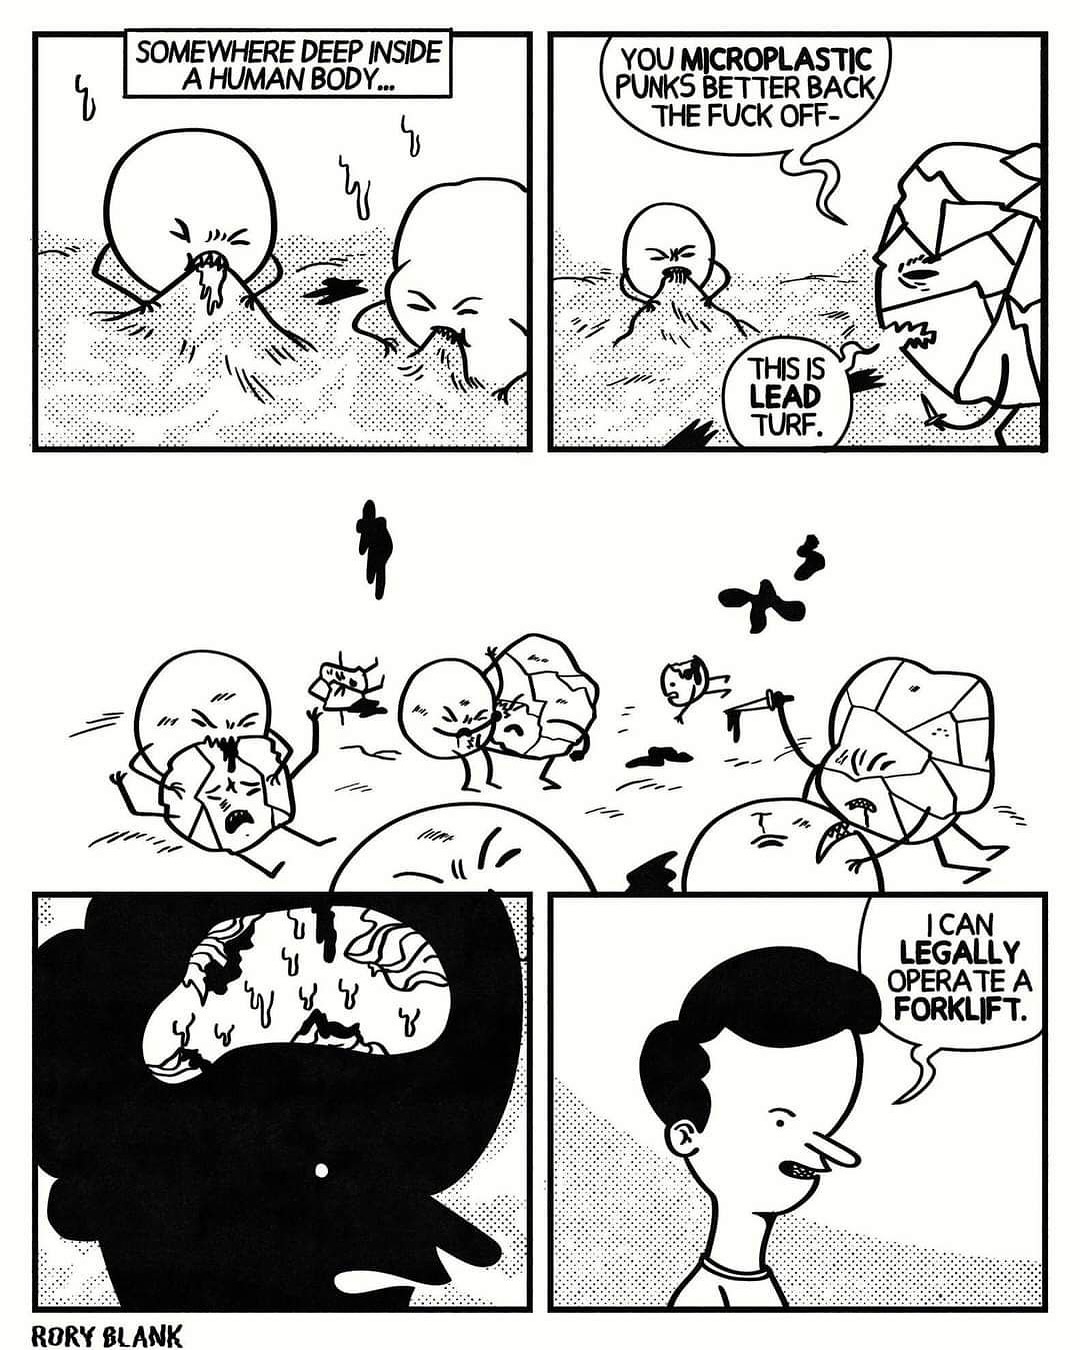 SOMEWHERE DEEP INSIDE
A HUMAN BODY...
YOU MICROPLASTIC
PUNKS BETTER BACK
THE FUCK OFF-
THIS IS
LEAD
TURF.
I CAN
LEGALLY
OPERATE A
FORKLIFT.
RORY BLANK